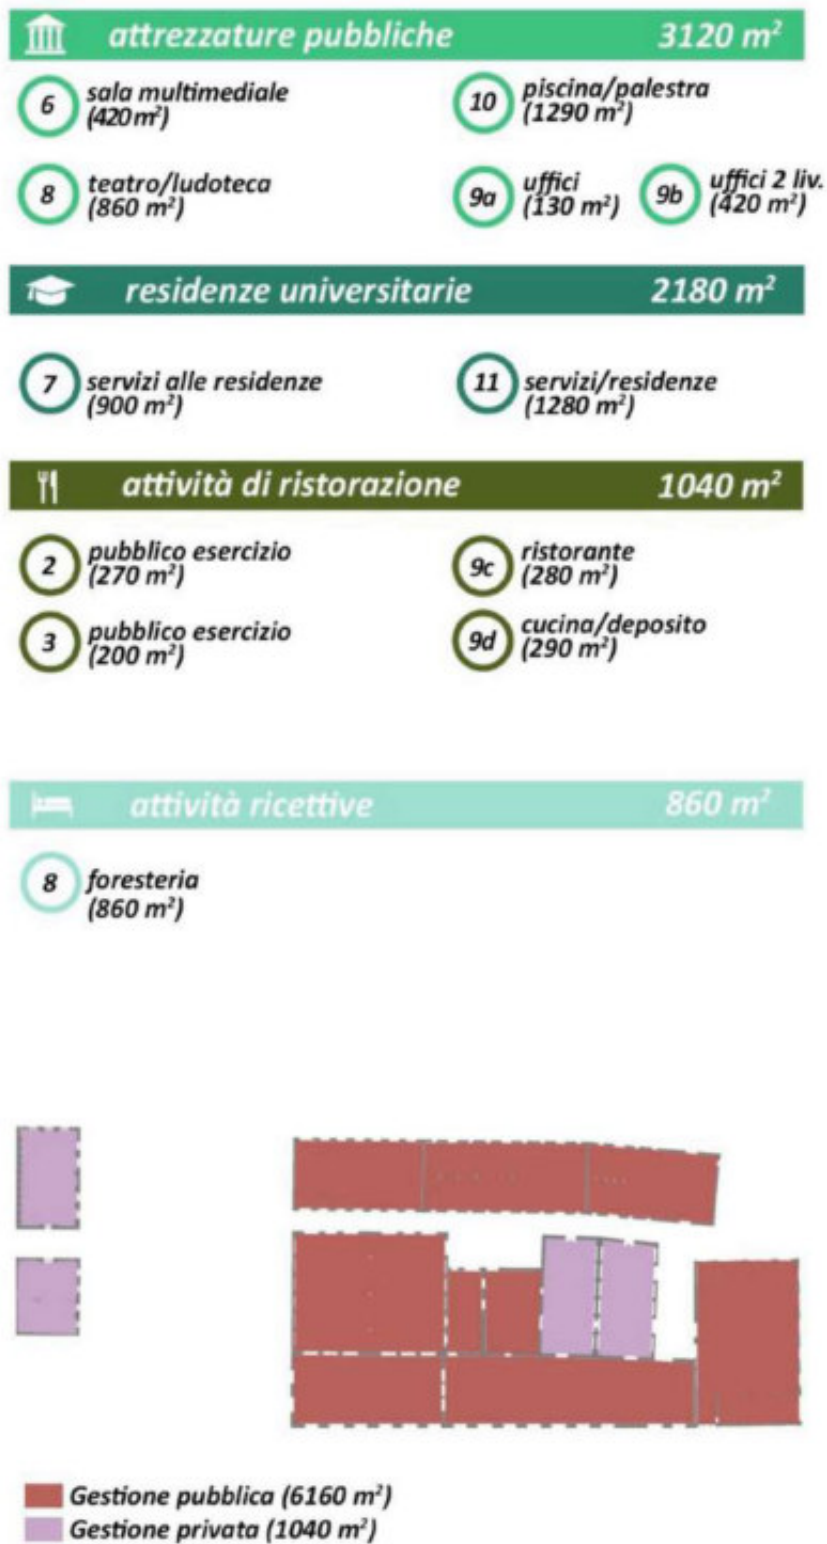 attrezzature pubbliche 3120 m²
6 sala multimediale
(420 m²)
10 piscina/palestra
(1290 m²)
8 teatro/ludoteca
(860 m²)
9a uffici
(130 m²)
9b uffici 2 liv.
(420 m²)
residenze universitarie 2180 m²
7 servizi alle residenze
(900 m²)
11 servizi/residenze
(1280 m²)
attività di ristorazione 1040 m²
2 pubblico esercizio
(270 m²)
9c ristorante
(280 m²)
3 pubblico esercizio
(200 m²)
9d cucina/deposito
(290 m²)
attività ricettive 860 m²
8 foresteria
(860 m²)
Gestione pubblica (6160 m²)
Gestione privata (1040 m²)